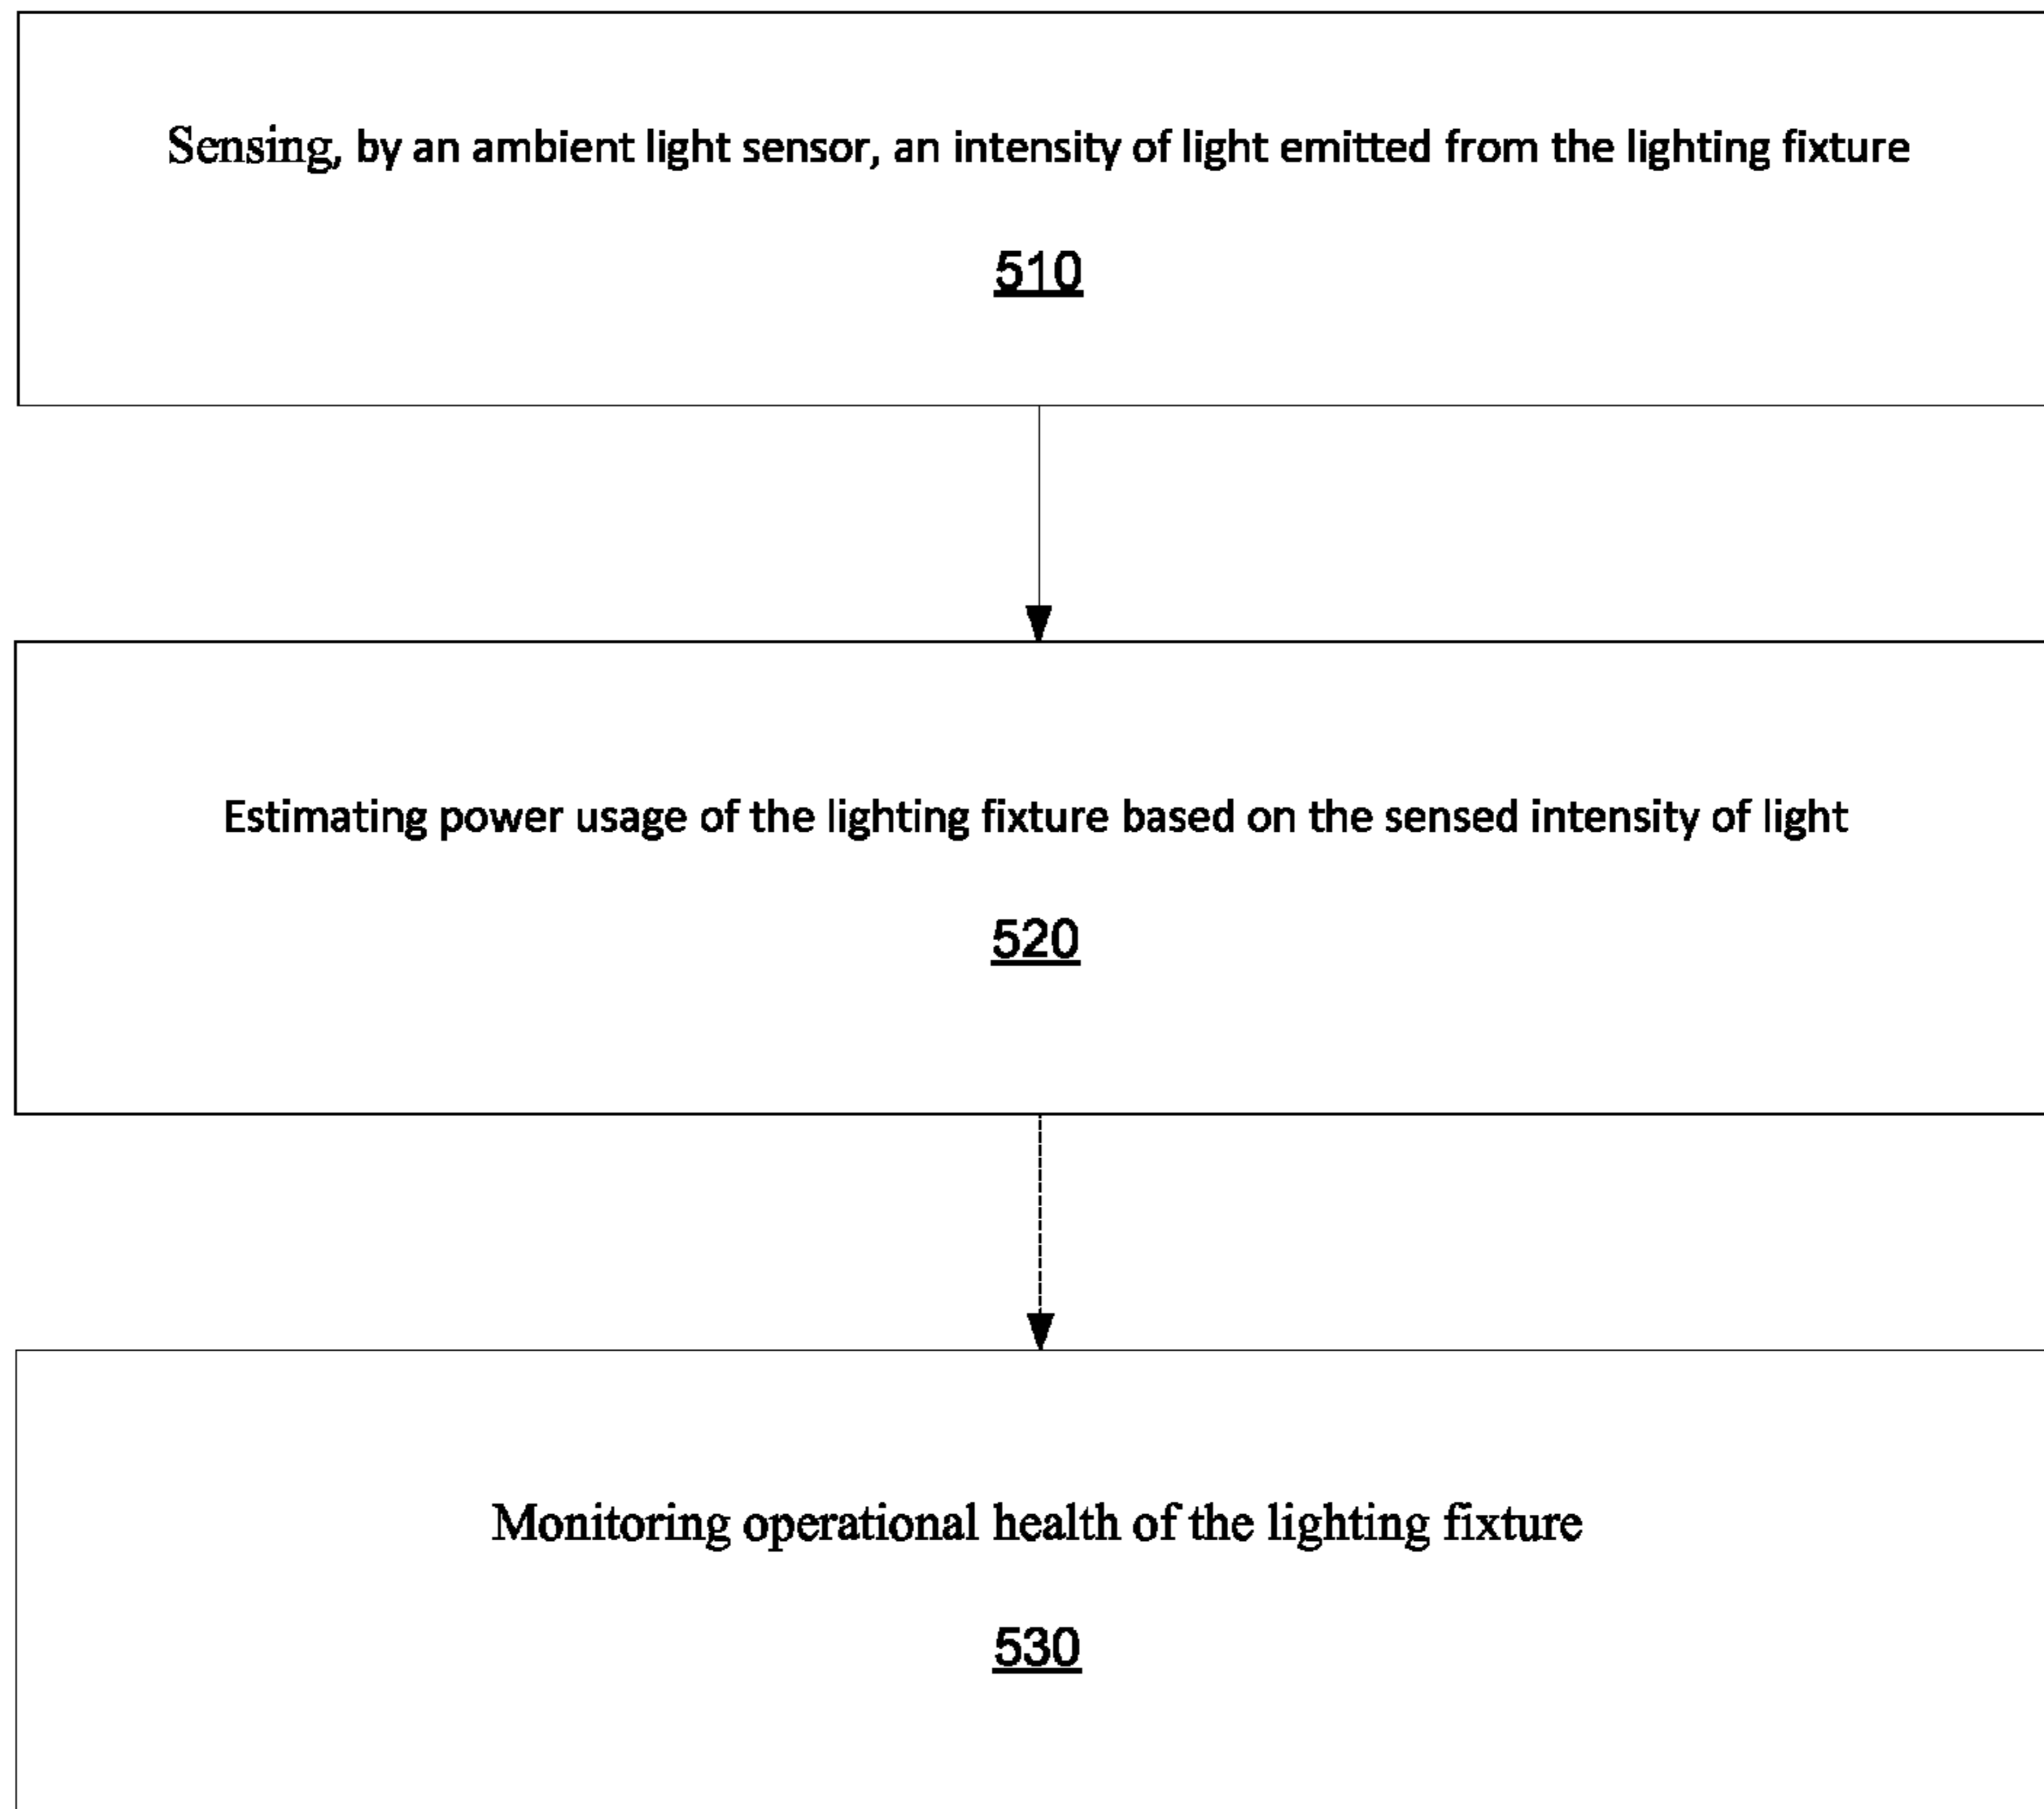 Sensing, by an ambient light sensor, an intensity of light emitted from the lighting fixture
510
Estimating power usage of the lighting fixture based on the sensed intensity of light
520
Monitoring operational health of the lighting fixture
530